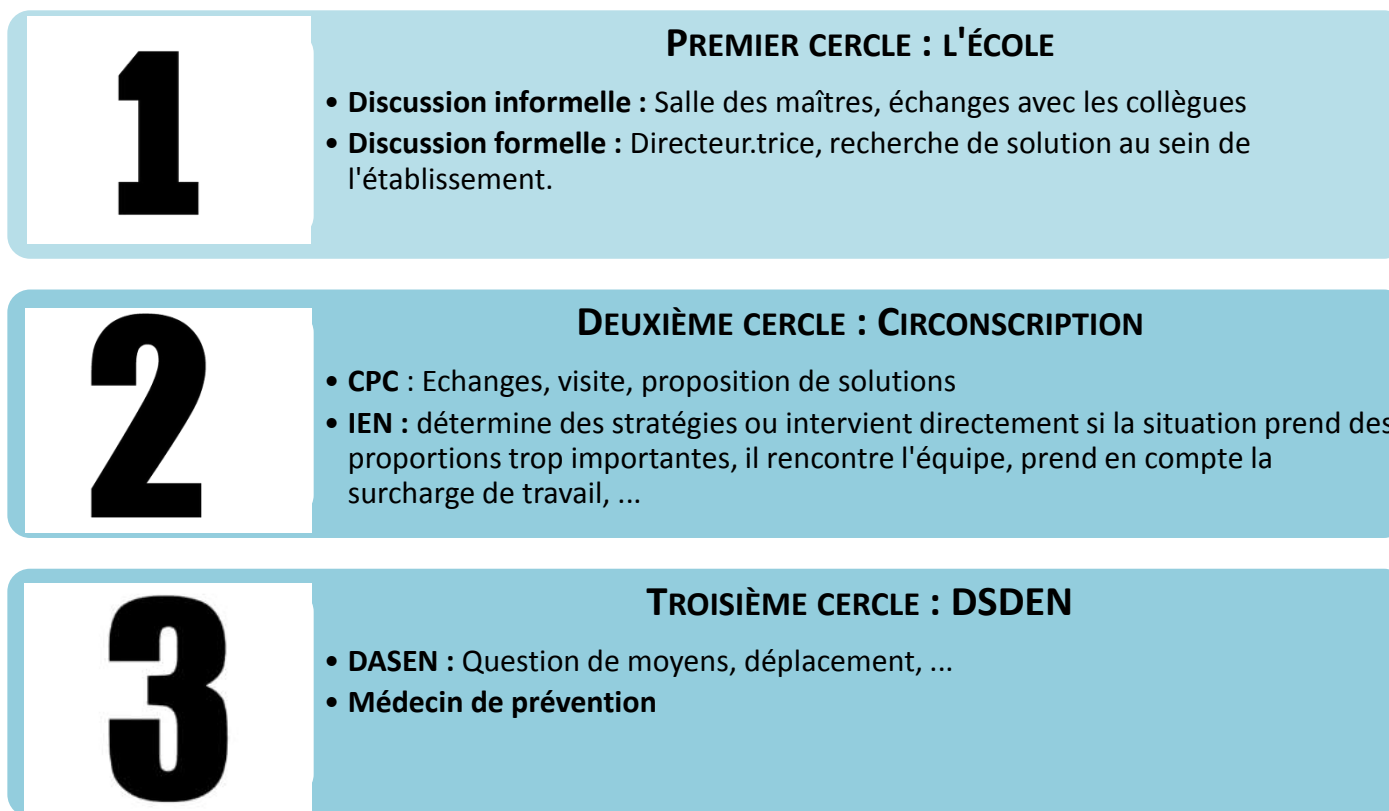 1
PREMIER CERCLE : L'ÉCOLE
• Discussion informelle : Salle des maîtres, échanges avec les collègues
• Discussion formelle : Directeur.trice, recherche de solution au sein de
l'établissement.
2
DEUXIÈME CERCLE : CIRCONSCRIPTION
• CPC : Echanges, visite, proposition de solutions
• IEN : détermine des stratégies ou intervient directement si la situation prend des
proportions trop importantes, il rencontre l'équipe, prend en compte la
surcharge de travail, ...
3
TROISIÈME CERCLE : DSDEN
• DASEN : Question de moyens, déplacement, ...
• Médecin de prévention